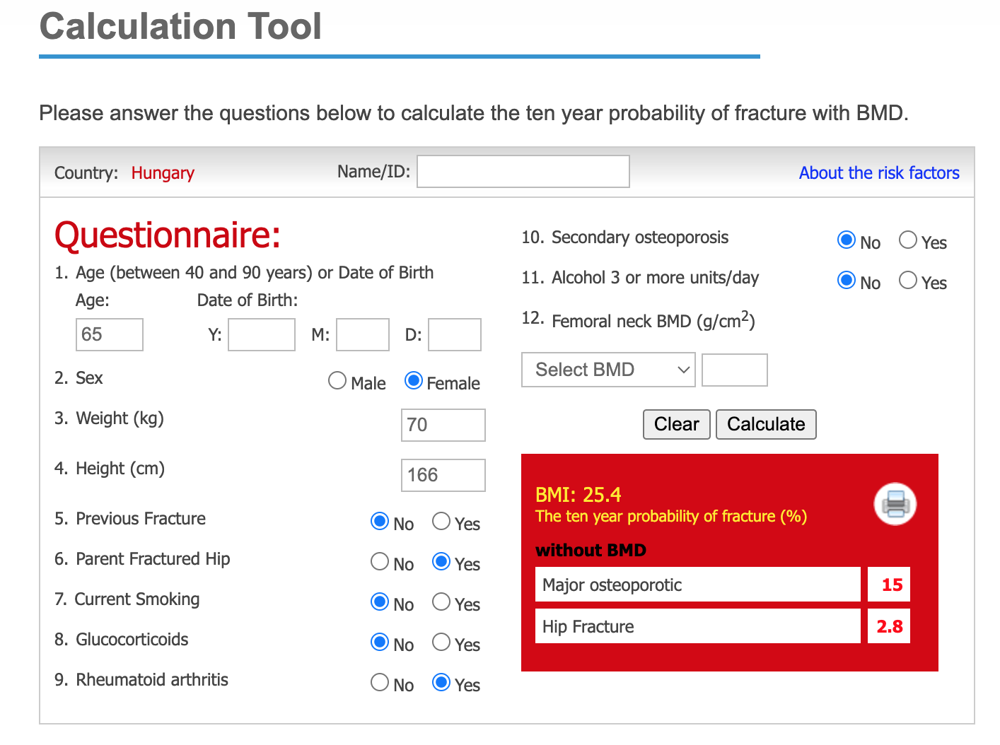 Calculation Tool
Please answer the questions below to calculate the ten year probability of fracture with BMD.
Country: Hungary
Name/ID:
About the risk factors
Questionnaire:
1. Age (between 40 and 90 years) or Date of Birth
Age:
Date of Birth:
65
Y:
M:
D:
2. Sex
Male
Female
3. Weight (kg)
70
4. Height (cm)
166
5. Previous Fracture
No
Yes
6. Parent Fractured Hip
No
Yes
7. Current Smoking
No
Yes
8. Glucocorticoids
No
Yes
9. Rheumatoid arthritis
No
Yes
10. Secondary osteoporosis
No
Yes
11. Alcohol 3 or more units/day
No
Yes
12. Femoral neck BMD (g/cm²)
Select BMD
Clear
Calculate
BMI: 25.4
The ten year probability of fracture (%)
without BMD
Major osteoporotic
15
Hip Fracture
2.8